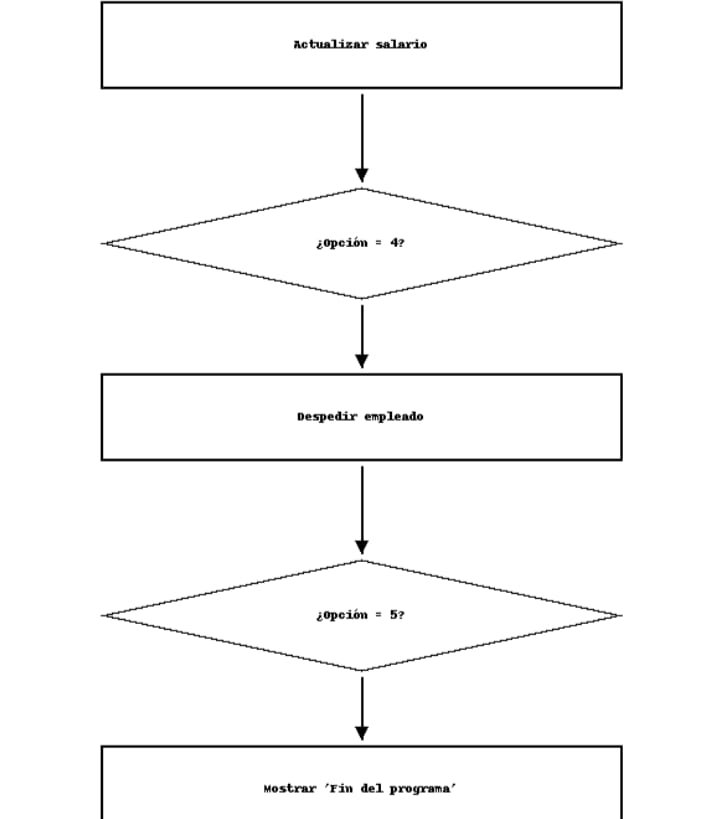 Actualizar salario
¿Opción = 4?
Despedir empleado
¿Opción = 5?
Mostrar 'Fin del programa'